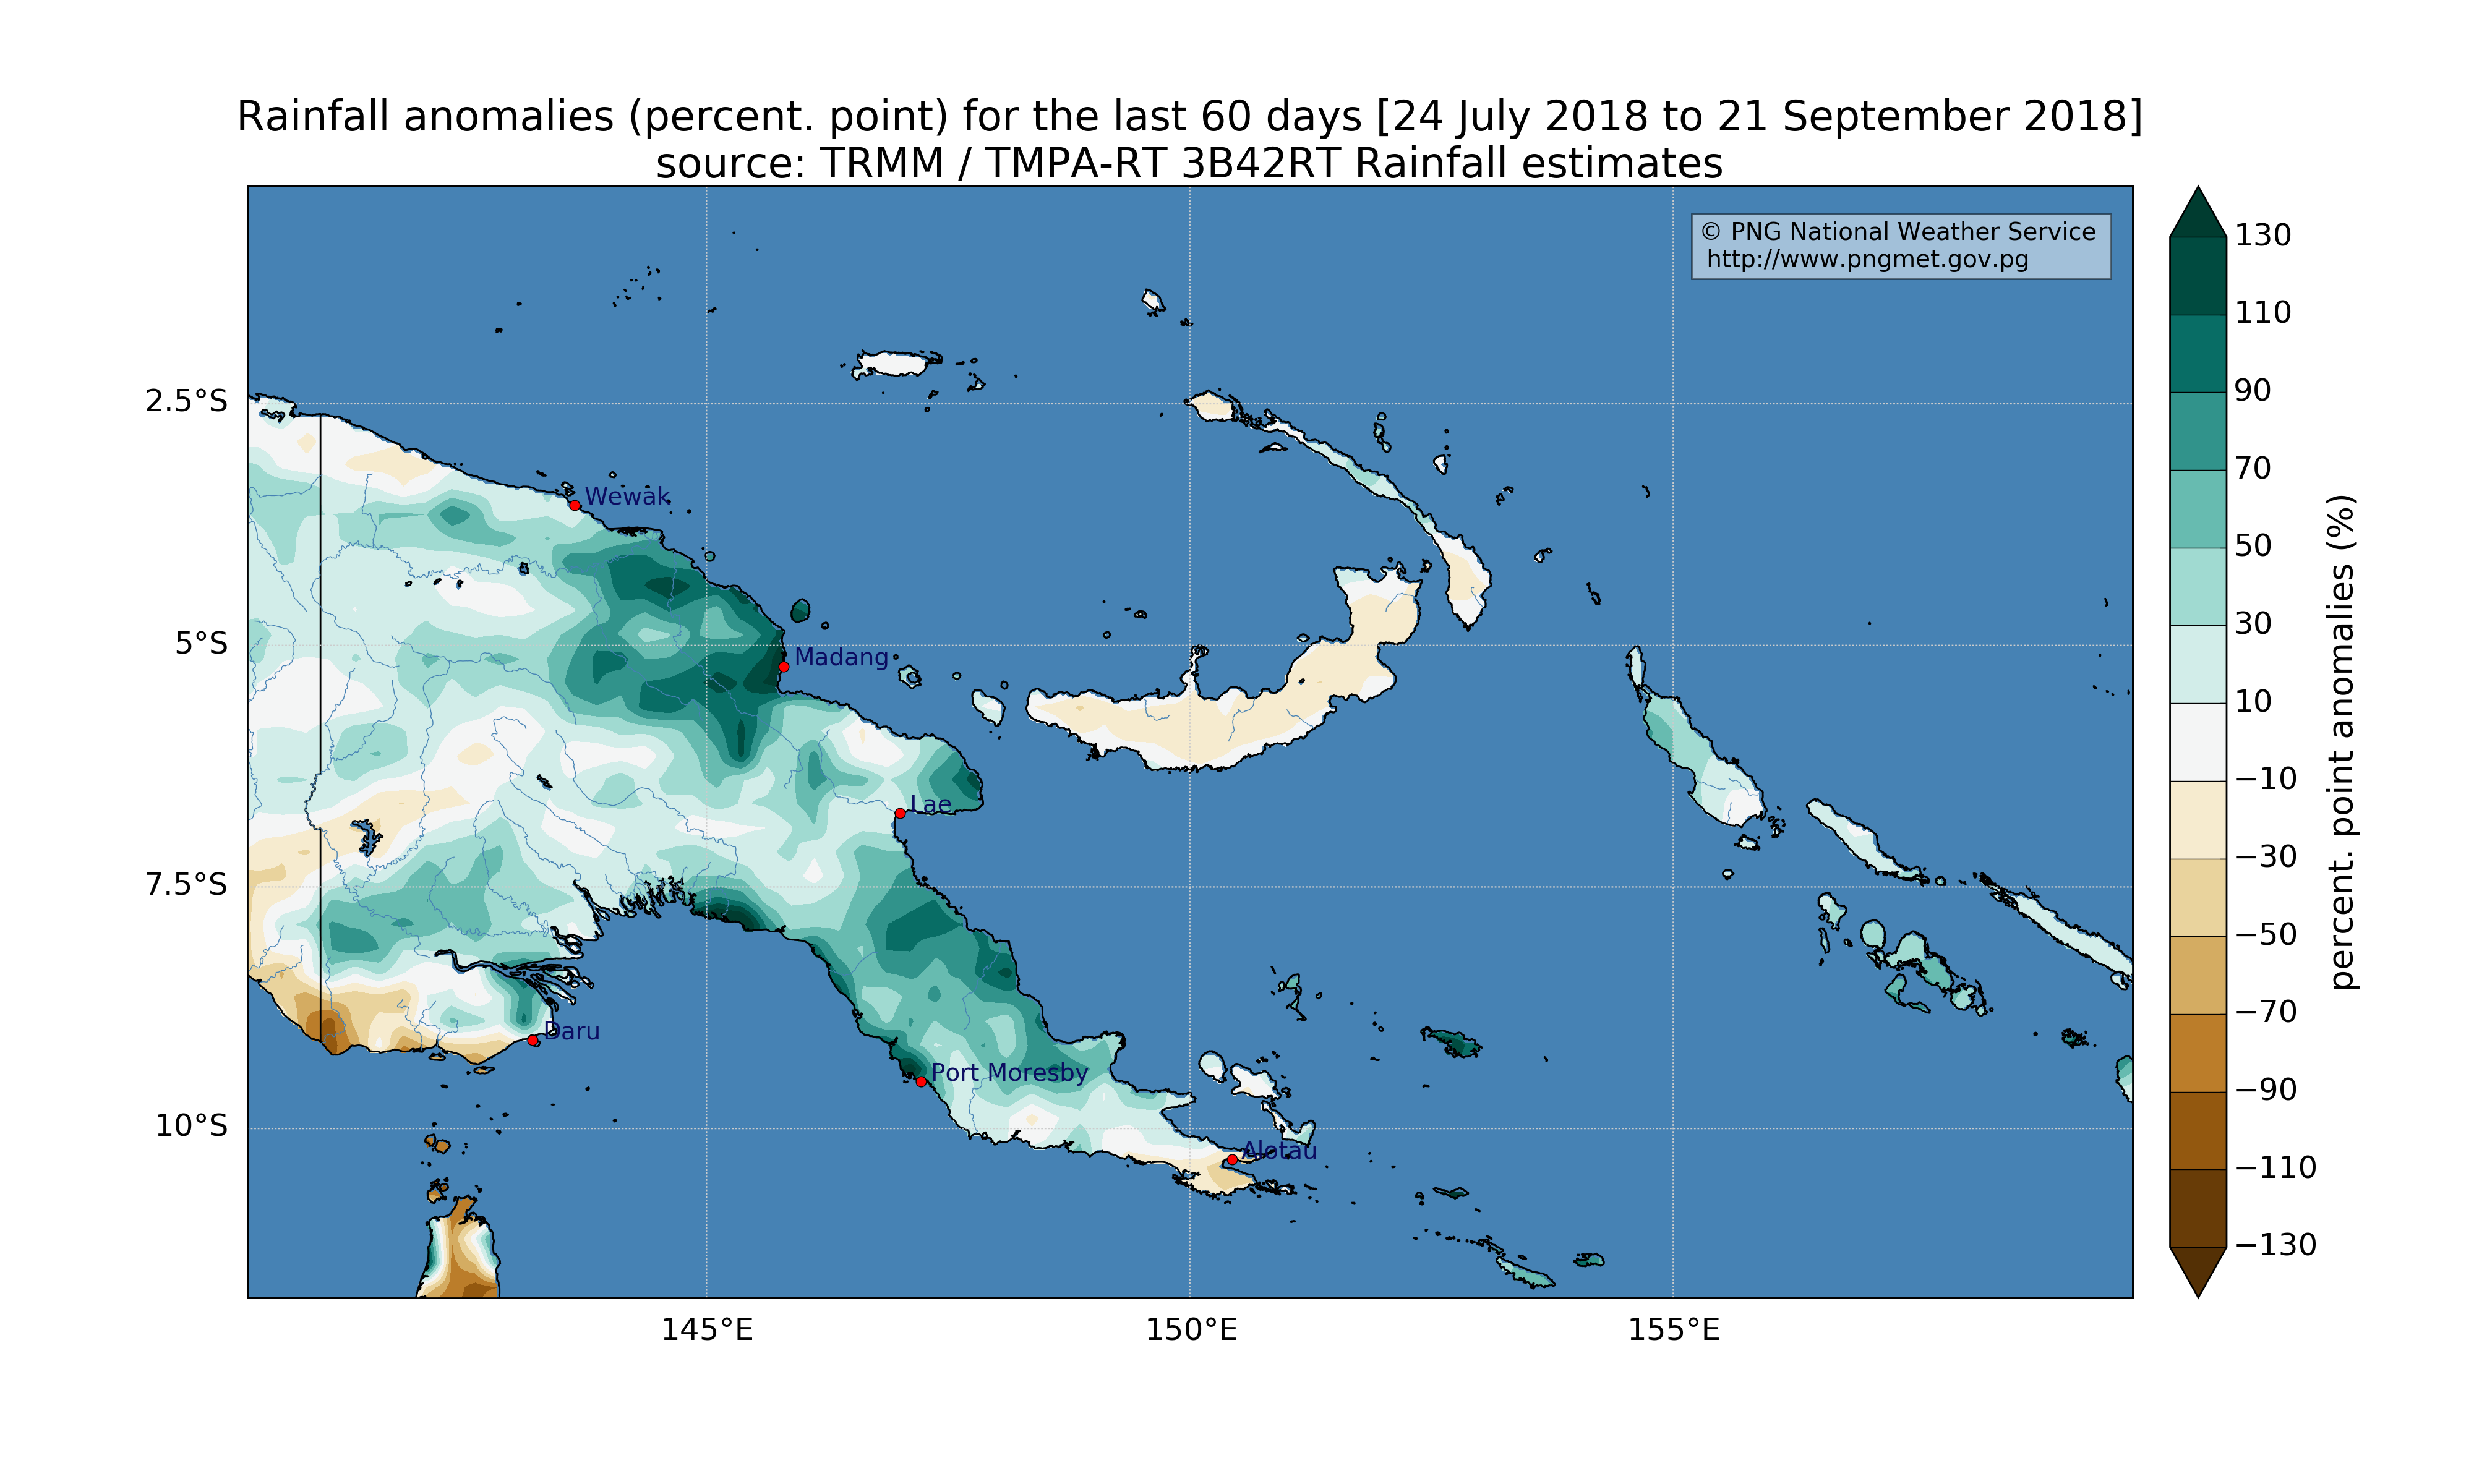 Rainfall anomalies (percent. point) for the last 60 days [24 July 2018 to 21 September 2018]
source: TRMM / TMPA-RT 3B42RT Rainfall estimates
© PNG National Weather Service
http://www.pngmet.gov.pg
2.5°S
5°S
7.5°S
10°S
Wewak
Madang
Lae
Daru
Port Moresby
Alotau
145°E
150°E
155°E
130
110
90
70
50
30
10
−10
−30
−50
−70
−90
−110
−130
percent. point anomalies (%)